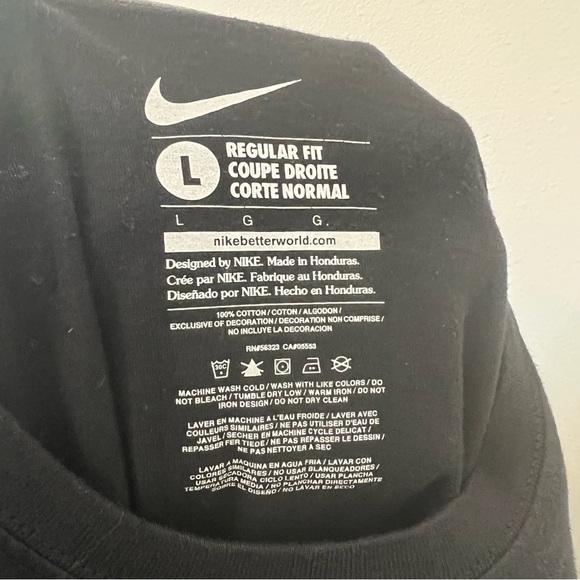 L
REGULAR FIT
COUPE DROITE
CORTE NORMAL
L G G.
nikebetterworld.com
Designed by NIKE. Made in Honduras.
Crée par NIKE. Fabrique au Honduras.
Diseñado por NIKE. Hecho en Honduras.
100% COTTON / COTON / ALGODON /
EXCLUSIVE OF DECORATION / DECORATION NON COMPRISE /
NO INCLUYE LA DECORACION
RN#56323 CA#05553
30C
MACHINE WASH COLD / WASH WITH LIKE COLORS / DO
NOT BLEACH / TUMBLE DRY LOW / WARM IRON / DO NOT
IRON DESIGN / DO NOT DRY CLEAN
LAVER EN MACHINE A L'EAU FROIDE / LAVER AVEC
COULEURS SIMILAIRES / NE PAS UTILISER D'EAU DE
JAVEL / SECHER EN MACHINE CYCLE DELICAT /
REPASSER FER TIEDE / NE PAS REPASSER LE DESSIN /
NE PAS NETTOYER A SEC
LAVAR A MAQUINA EN AGUA FRIA / LAVAR CON
COLORES SIMILARES / NO USAR BLANQUEADORES /
USAR SECADORA CICLO LENTO / USAR PLANCHA
TEMPERATURA MEDIA / NO PLANCHAR DIRECTAMENTE
SOBRE EL DISEÑO / NO LAVAR EN SECO